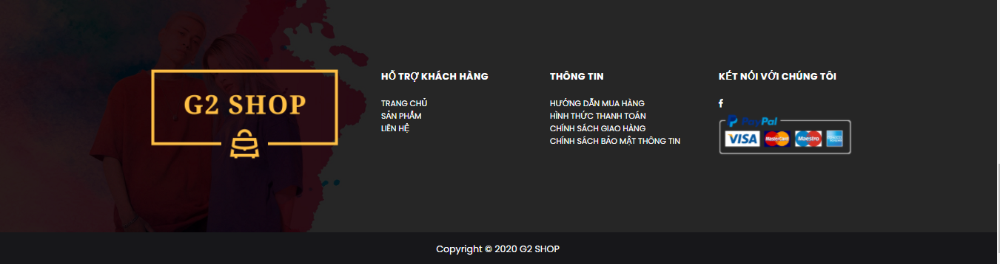 G2 SHOP
HỖ TRỢ KHÁCH HÀNG
TRANG CHỦ
SẢN PHẨM
LIÊN HỆ
THÔNG TIN
HƯỚNG DẪN MUA HÀNG
HÌNH THỨC THANH TOÁN
CHÍNH SÁCH GIAO HÀNG
CHÍNH SÁCH BẢO MẬT THÔNG TIN
KẾT NỐI VỚI CHÚNG TÔI
PayPal
VISA MasterCard Maestro
Copyright © 2020 G2 SHOP